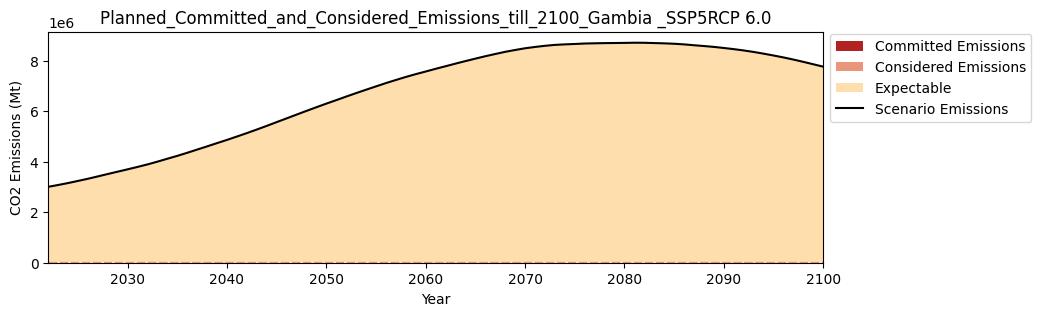 Planned_Committed_and_Considered_Emissions_till_2100_Gambia _SSP5RCP 6.0
1e6
8
6
4
2
0
CO2 Emissions (Mt)
2030 2040 2050 2060 2070 2080 2090 2100
Year
Committed Emissions
Considered Emissions
Expectable
Scenario Emissions